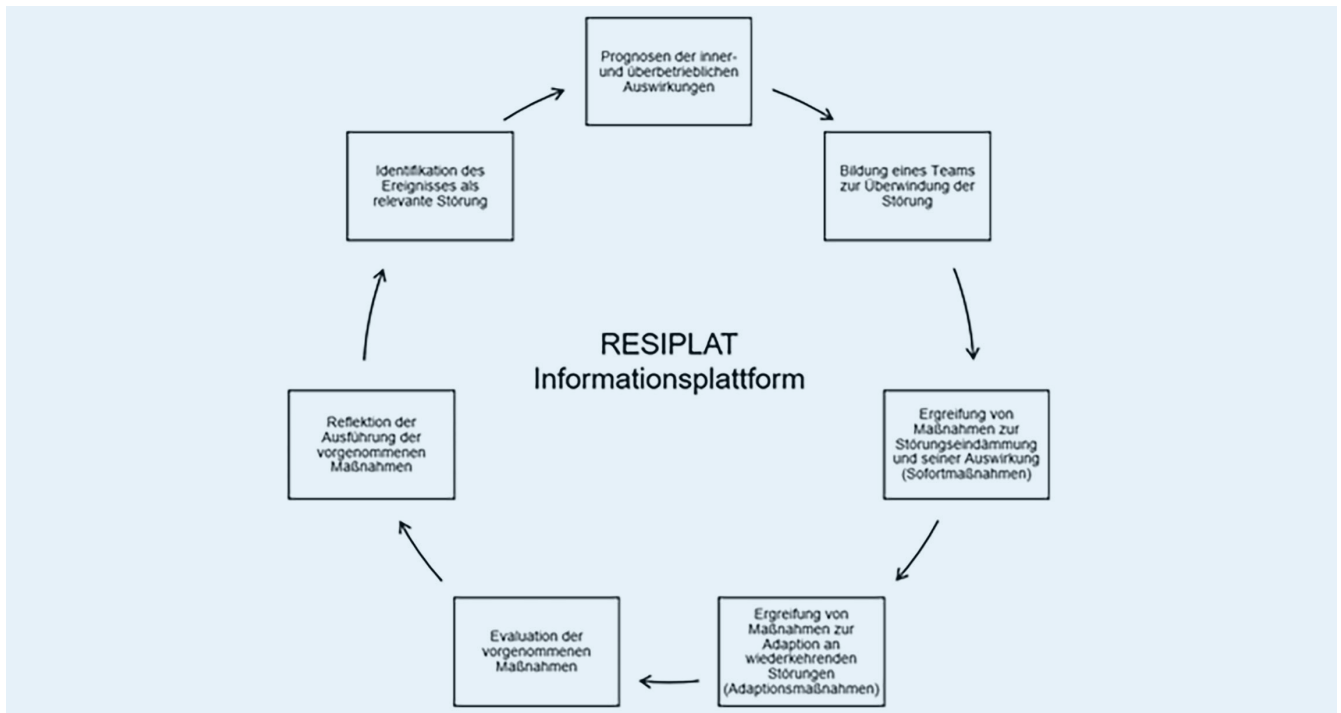 Prognosen der inner-
und überbetrieblichen
Auswirkungen
Identifikation des
Ereignisses als
relevante Störung
Bildung eines Teams
zur Überwindung der
Störung
RESIPLAT
Informationsplattform
Reflektion der
Ausführung der
vorgenommenen
Maßnahmen
Ergreifung von
Maßnahmen zur
Störungseindämmung
und seiner Auswirkung
(Sofortmaßnahmen)
Evaluation der
vorgenommenen
Maßnahmen
Ergreifung von
Maßnahmen zur
Adaption an
wiederkehrenden
Störungen
(Adaptionsmaßnahmen)